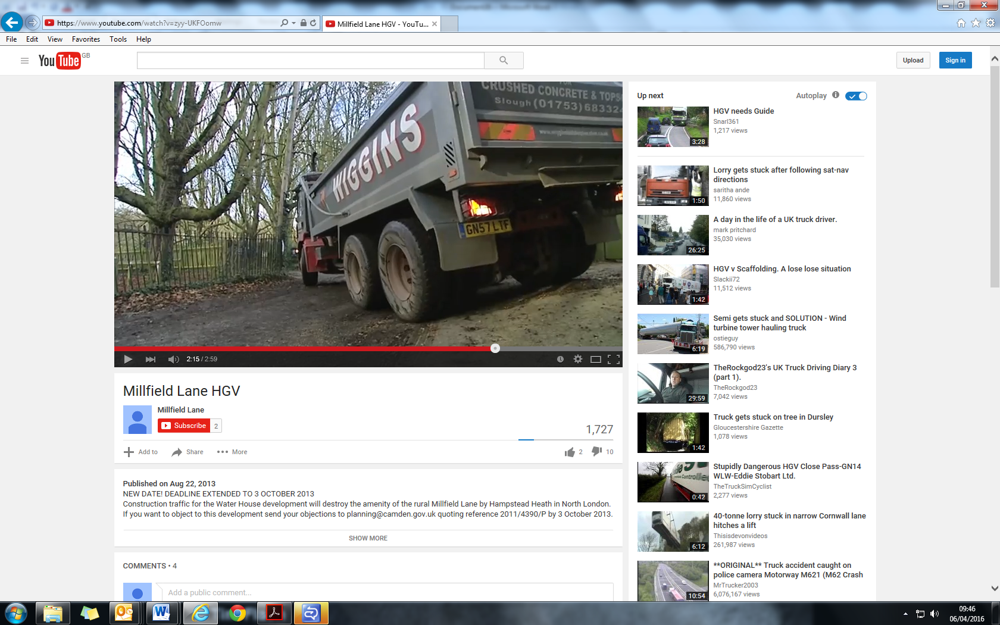 https://www.youtube.com/watch?v=zyy-UKFOomw
Millfield Lane HGV - YouTu...
File Edit View Favorites Tools Help
YouTube GB
Upload
Sign in
CRUSHED CONCRETE & TOPS
Slough (01753) 683324
WIGGINS
GN57 LTF
2:15 / 2:59
Millfield Lane HGV
Millfield Lane
Subscribe 2
1,727
Add to Share More 2 10
Published on Aug 22, 2013
NEW DATE! DEADLINE EXTENDED TO 3 OCTOBER 2013
Construction traffic for the Water House development will destroy the amenity of the rural Millfield Lane by Hampstead Heath in North London.
If you want to object to this development send your objections to planning@camden.gov.uk quoting reference 2011/4390/P by 3 October 2013.
SHOW MORE
COMMENTS • 4
Add a public comment...
Up next Autoplay
HGV needs Guide
Snarl361
1,217 views
3:28
Lorry gets stuck after following sat-nav
directions
saritha ande
11,860 views
1:50
A day in the life of a UK truck driver.
mark pritchard
35,030 views
26:25
HGV v Scaffolding. A lose lose situation
Slackii72
11,512 views
1:42
Semi gets stuck and SOLUTION - Wind
turbine tower hauling truck
ostieguy
586,790 views
6:19
TheRockgod23's UK Truck Driving Diary 3
(part 1).
TheRockgod23
7,042 views
29:59
Truck gets stuck on tree in Dursley
Gloucestershire Gazette
1,078 views
1:42
Stupidly Dangerous HGV Close Pass-GN14
WLW-Eddie Stobart Ltd.
TheTruckSimCyclist
2,277 views
0:42
40-tonne lorry stuck in narrow Cornwall lane
hitches a lift
Thisisdevonvideos
261,987 views
6:12
**ORIGINAL** Truck accident caught on
police camera Motorway M621 (M62 Crash
MrTrucker2003
6,076,167 views
10:54
09:46
06/04/2016